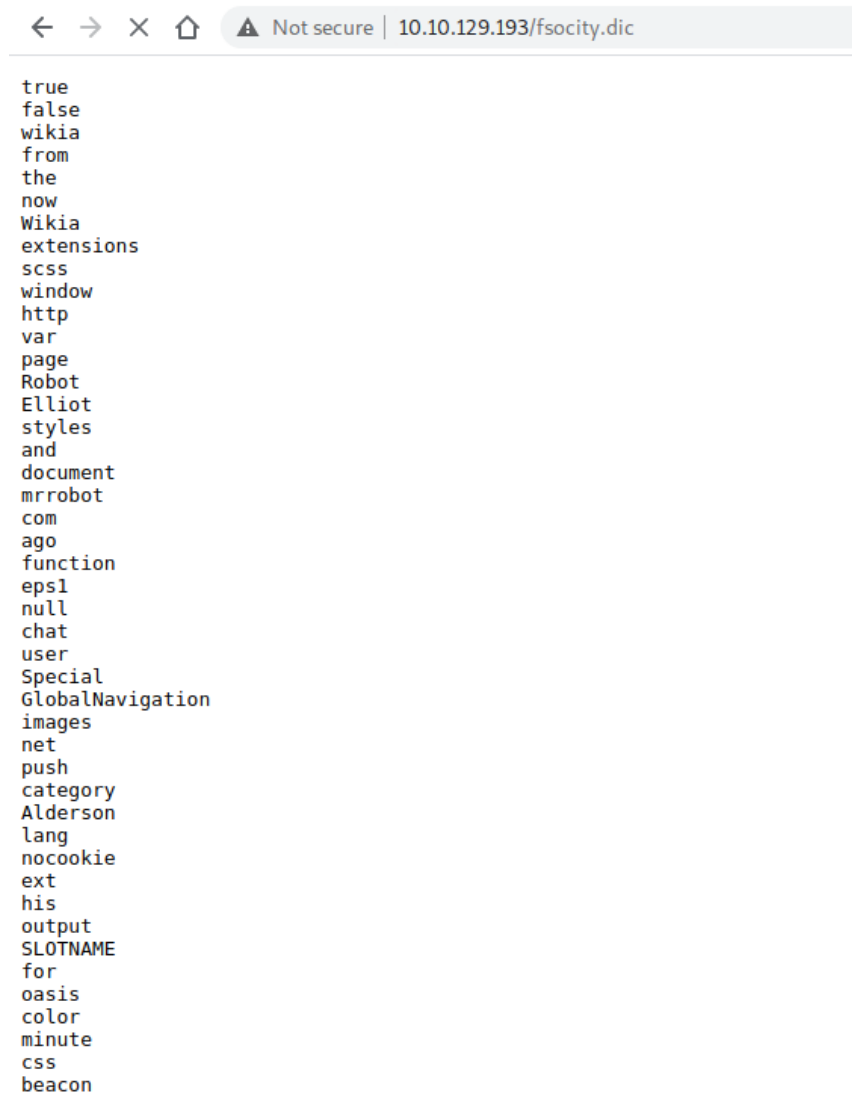 Not secure | 10.10.129.193/fsocity.dic
true
false
wikia
from
the
now
Wikia
extensions
scss
window
http
var
page
Robot
Elliot
styles
and
document
mrrobot
com
ago
function
eps1
null
chat
user
Special
GlobalNavigation
images
net
push
category
Alderson
lang
nocookie
ext
his
output
SLOTNAME
for
oasis
color
minute
css
beacon